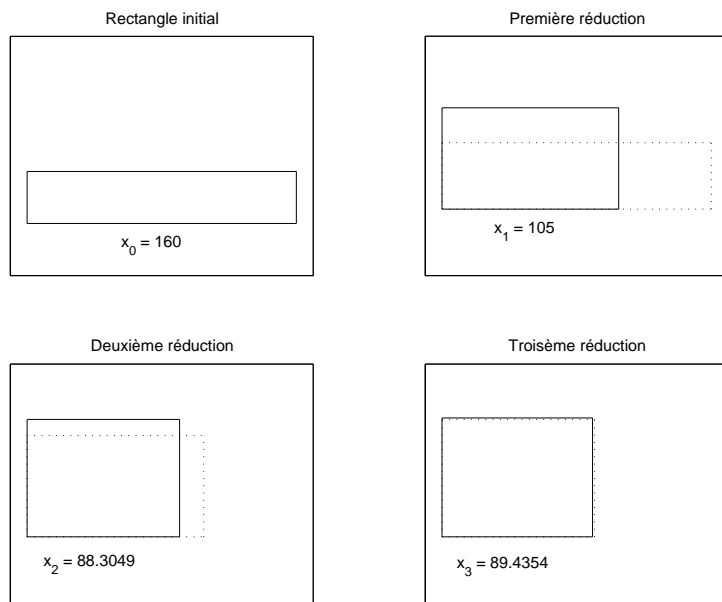 Rectangle initial
Première réduction
x₀ = 160
x₁ = 105
Deuxième réduction
Troisème réduction
x₂ = 88.3049
x₃ = 89.4354